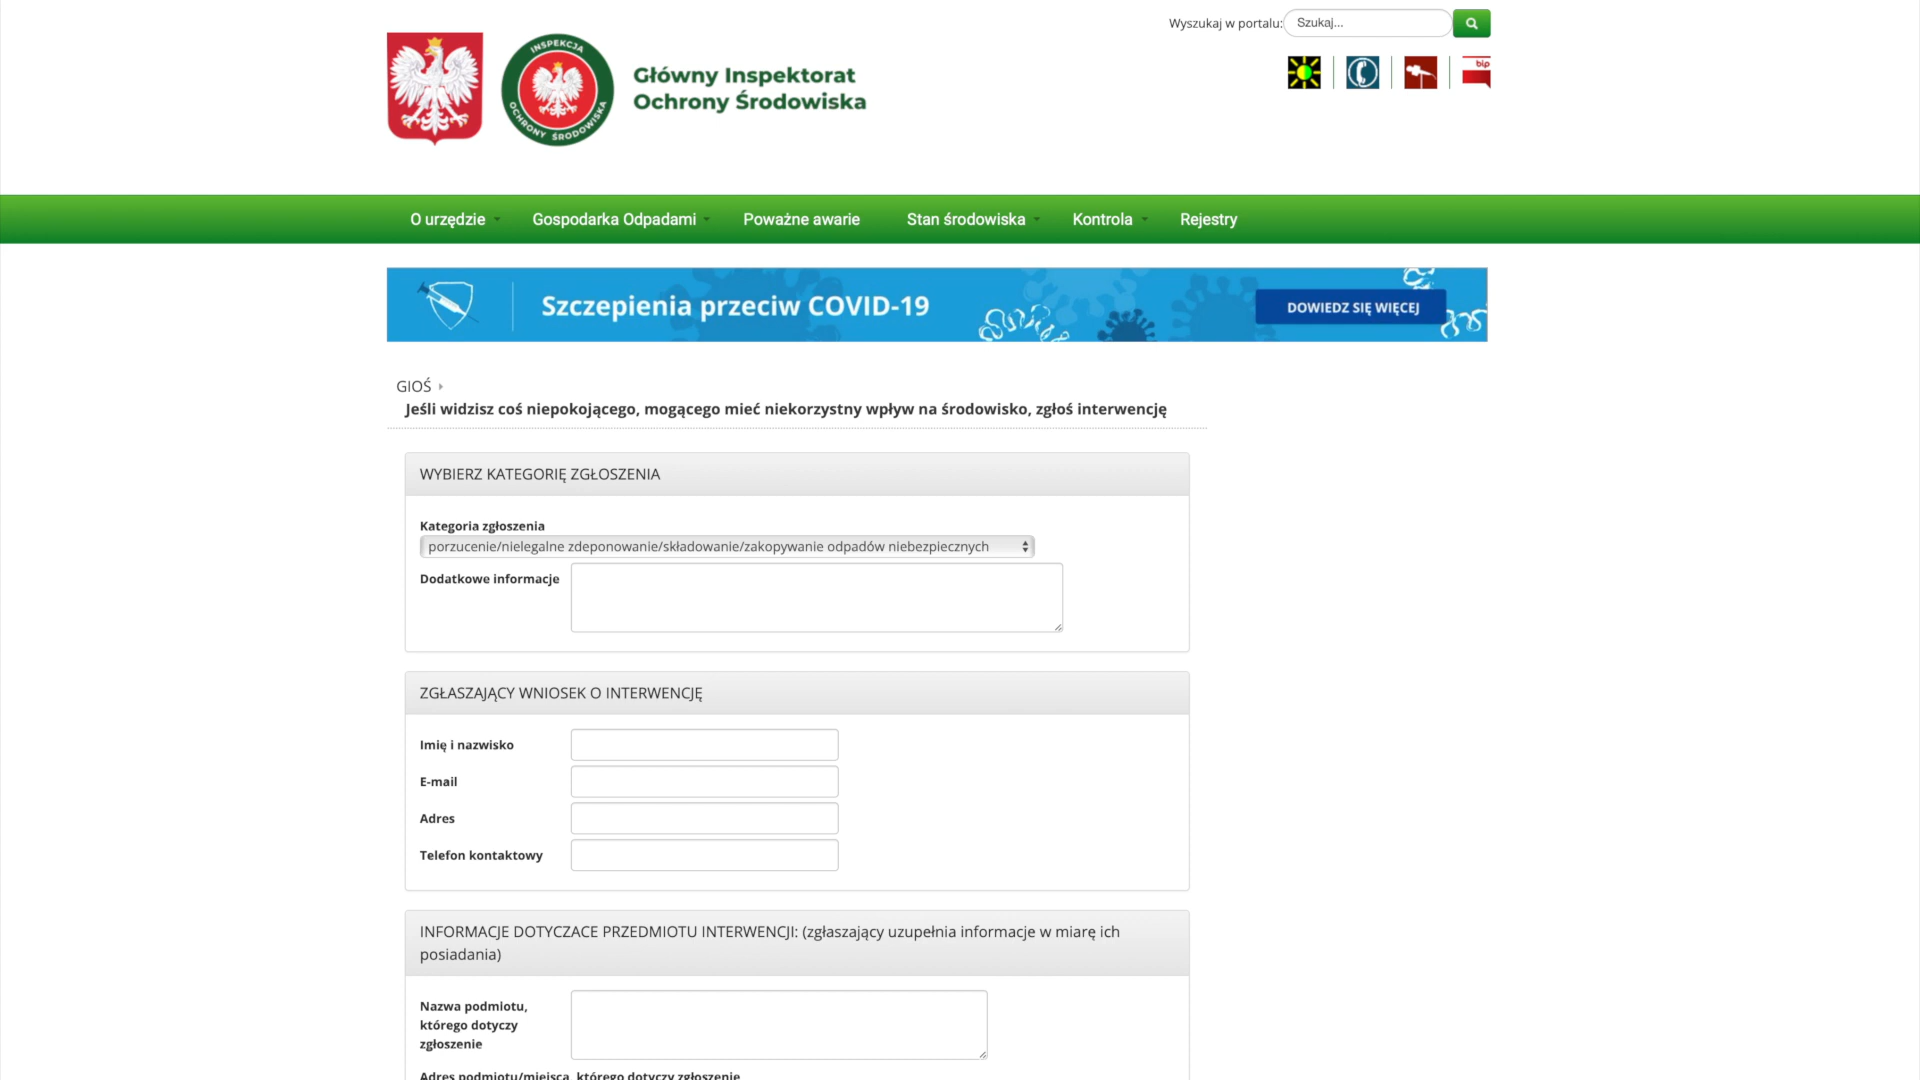 Wyszukaj w portalu: Szukaj...
INSPEKCJA
OCHRONY ŚRODOWISKA
Główny Inspektorat
Ochrony Środowiska
bip
O urzędzie Gospodarka Odpadami Poważne awarie Stan środowiska Kontrola Rejestry
Szczepienia przeciw COVID-19 DOWIEDZ SIĘ WIĘCEJ
GIOŚ
Jeśli widzisz coś niepokojącego, mogącego mieć niekorzystny wpływ na środowisko, zgłoś interwencję
WYBIERZ KATEGORIĘ ZGŁOSZENIA
Kategoria zgłoszenia
porzucenie/nielegalne zdeponowanie/składowanie/zakopywanie odpadów niebezpiecznych
Dodatkowe informacje
ZGŁASZAJĄCY WNIOSEK O INTERWENCJĘ
Imię i nazwisko
E-mail
Adres
Telefon kontaktowy
INFORMACJE DOTYCZACE PRZEDMIOTU INTERWENCJI: (zgłaszający uzupełnia informacje w miarę ich
posiadania)
Nazwa podmiotu,
którego dotyczy
zgłoszenie
Adres podmiotu/miejsca, którego dotyczy zgłoszenie